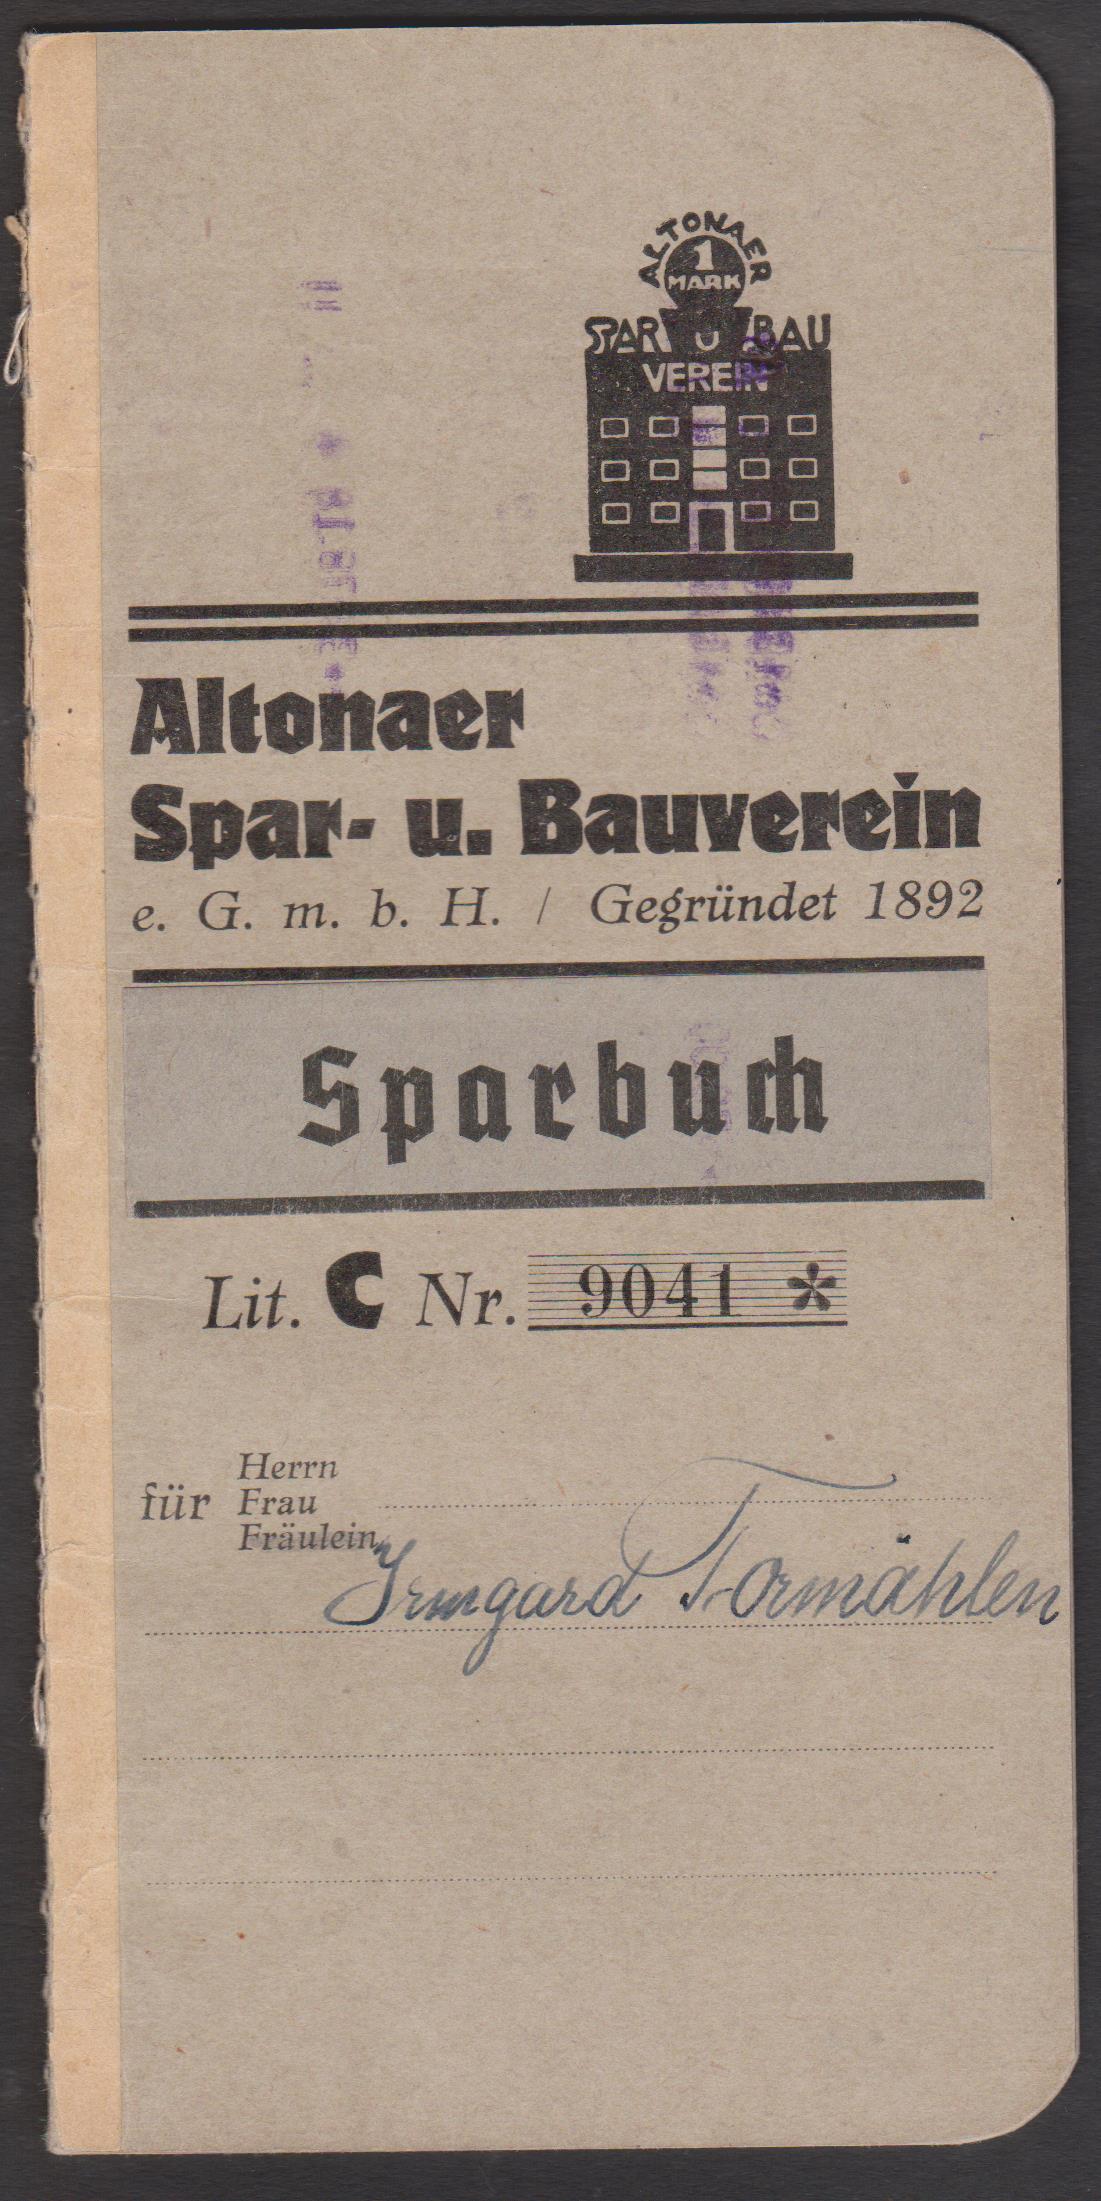 ALTONAER
1
MARK
SPAR U BAU
VEREIN
Altonaer
Spar- u. Bauverein
e. G. m. b. H. / Gegründet 1892
Sparbuch
Lit. C Nr. 9041 *
für
Herrn
Frau
Fräulein
Irmgard Tormählen